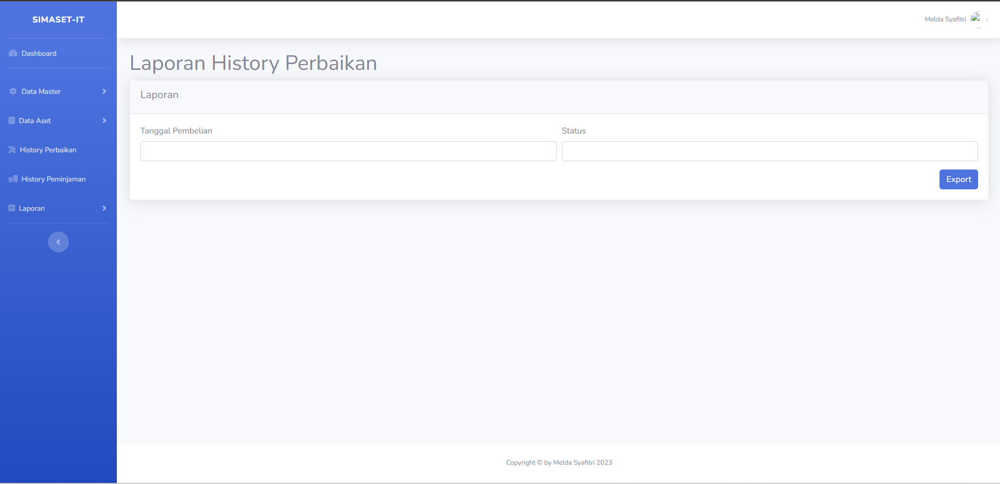 SIMASET-IT
Melda Syafitri
Dashboard
Data Master
Data Aset
History Perbaikan
History Peminjaman
Laporan
Laporan History Perbaikan
Laporan
Tanggal Pembelian
Status
Export
Copyright © by Melda Syafitri 2023